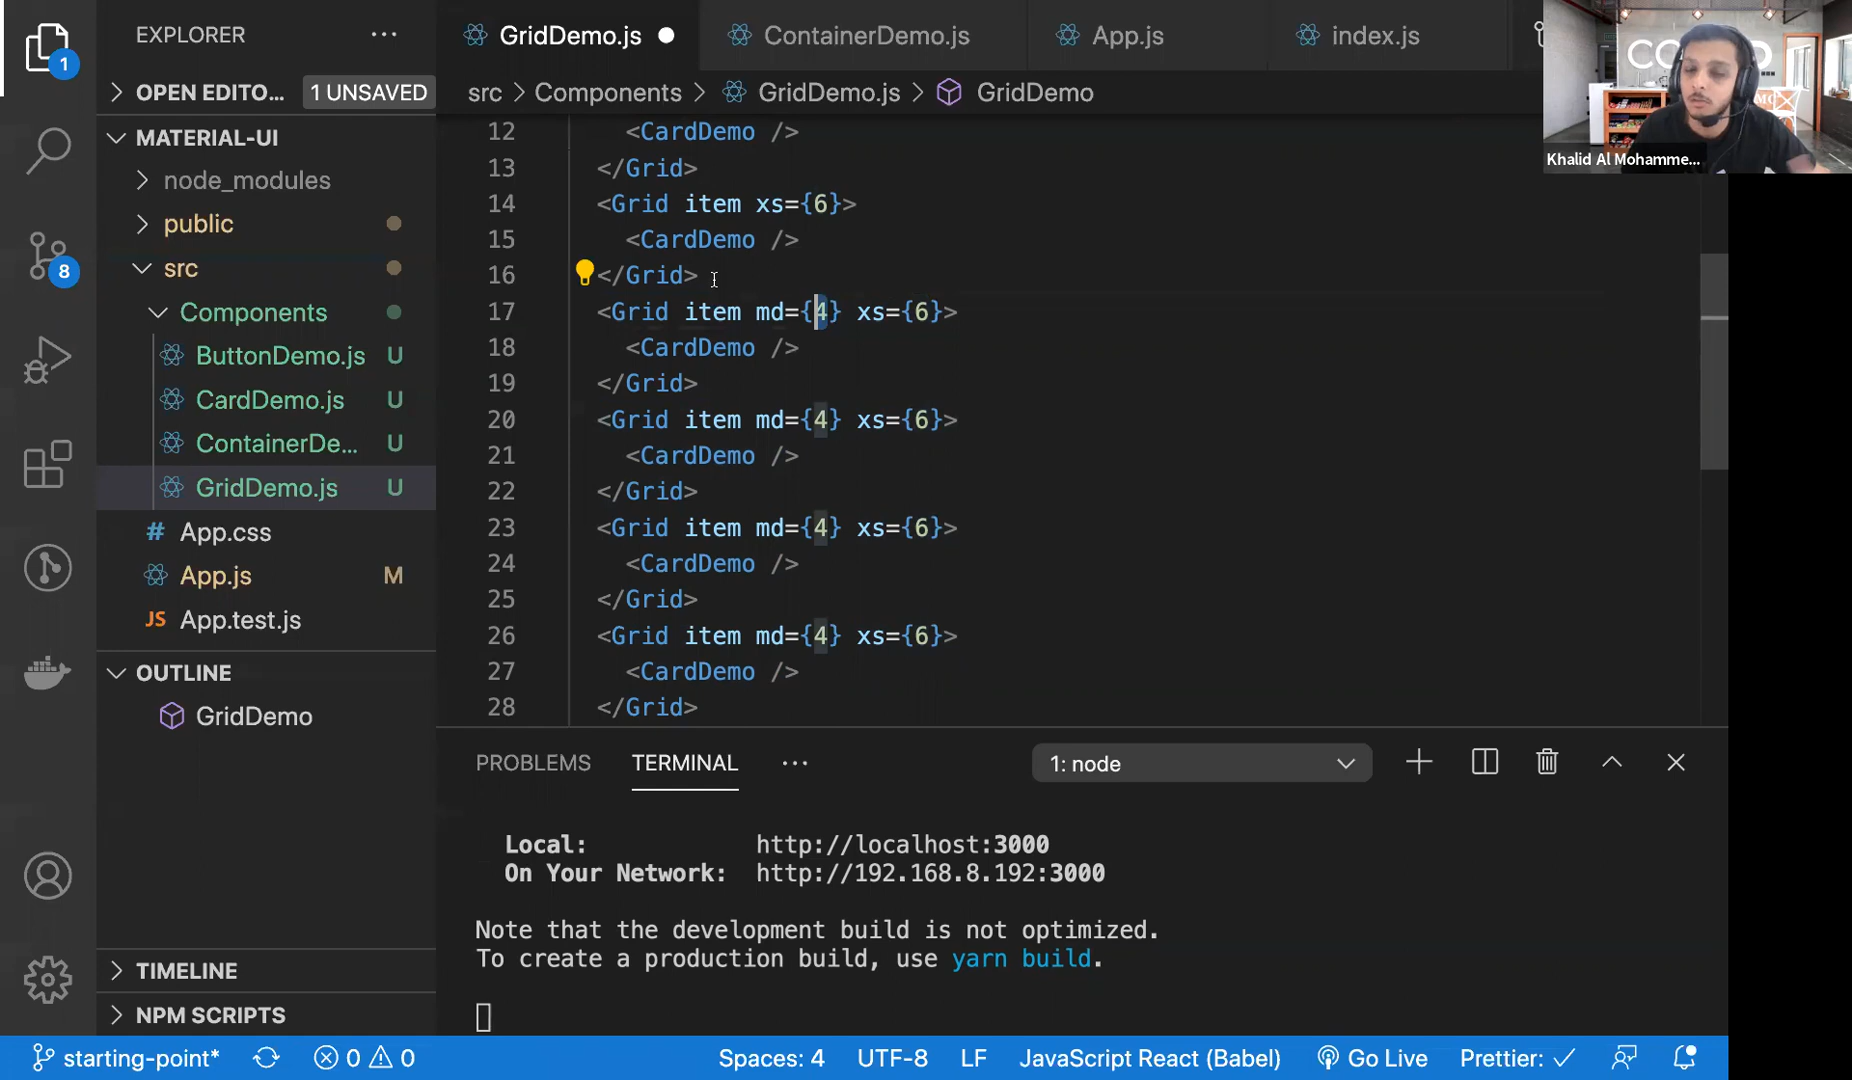 EXPLORER
GridDemo.js
ContainerDemo.js
App.js
index.js
OPEN EDITO... 1 UNSAVED
src > Components > GridDemo.js > GridDemo
MATERIAL-UI
node_modules
public
src
Components
ButtonDemo.js U
CardDemo.js U
ContainerDe... U
GridDemo.js U
App.css
App.js M
App.test.js
OUTLINE
GridDemo
TIMELINE
NPM SCRIPTS
1
8
12 <CardDemo />
13 </Grid>
14 <Grid item xs={6}>
15 <CardDemo />
16 </Grid>
17 <Grid item md={4} xs={6}>
18 <CardDemo />
19 </Grid>
20 <Grid item md={4} xs={6}>
21 <CardDemo />
22 </Grid>
23 <Grid item md={4} xs={6}>
24 <CardDemo />
25 </Grid>
26 <Grid item md={4} xs={6}>
27 <CardDemo />
28 </Grid>
Khalid Al Mohamme...
PROBLEMS TERMINAL ... 1: node
Local: http://localhost:3000
On Your Network: http://192.168.8.192:3000
Note that the development build is not optimized.
To create a production build, use yarn build.
starting-point* 0 0 Spaces: 4 UTF-8 LF JavaScript React (Babel) Go Live Prettier: ✓